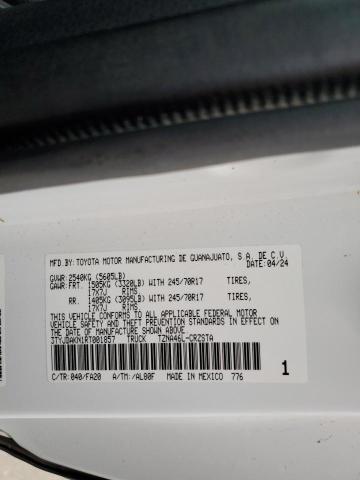 MFD.BY:TOYOTA MOTOR MANUFACTURING DE GUANAJUATO, S.A. DE C.V.
04/24
GVWR:2540KG (5605LB)
GAWR:FRT. 1505KG (3320LB) WITH 245/70R17 TIRES,
17X7J RIMS
RR. 1405KG (3095LB) WITH 245/70R17 TIRES,
17X7J RIMS
THIS VEHICLE CONFORMS TO ALL APPLICABLE FEDERAL MOTOR
VEHICLE SAFETY, BUMPER AND THEFT PREVENTION STANDARDS IN EFFECT ON
THE DATE OF MANUFACTURE SHOWN ABOVE.
3TYJDAKN1RT001857 TRUCK TZNA46L-CRZSTA
C/TR:040/FA20 A/TM:/AL00F MADE IN MEXICO 776
1